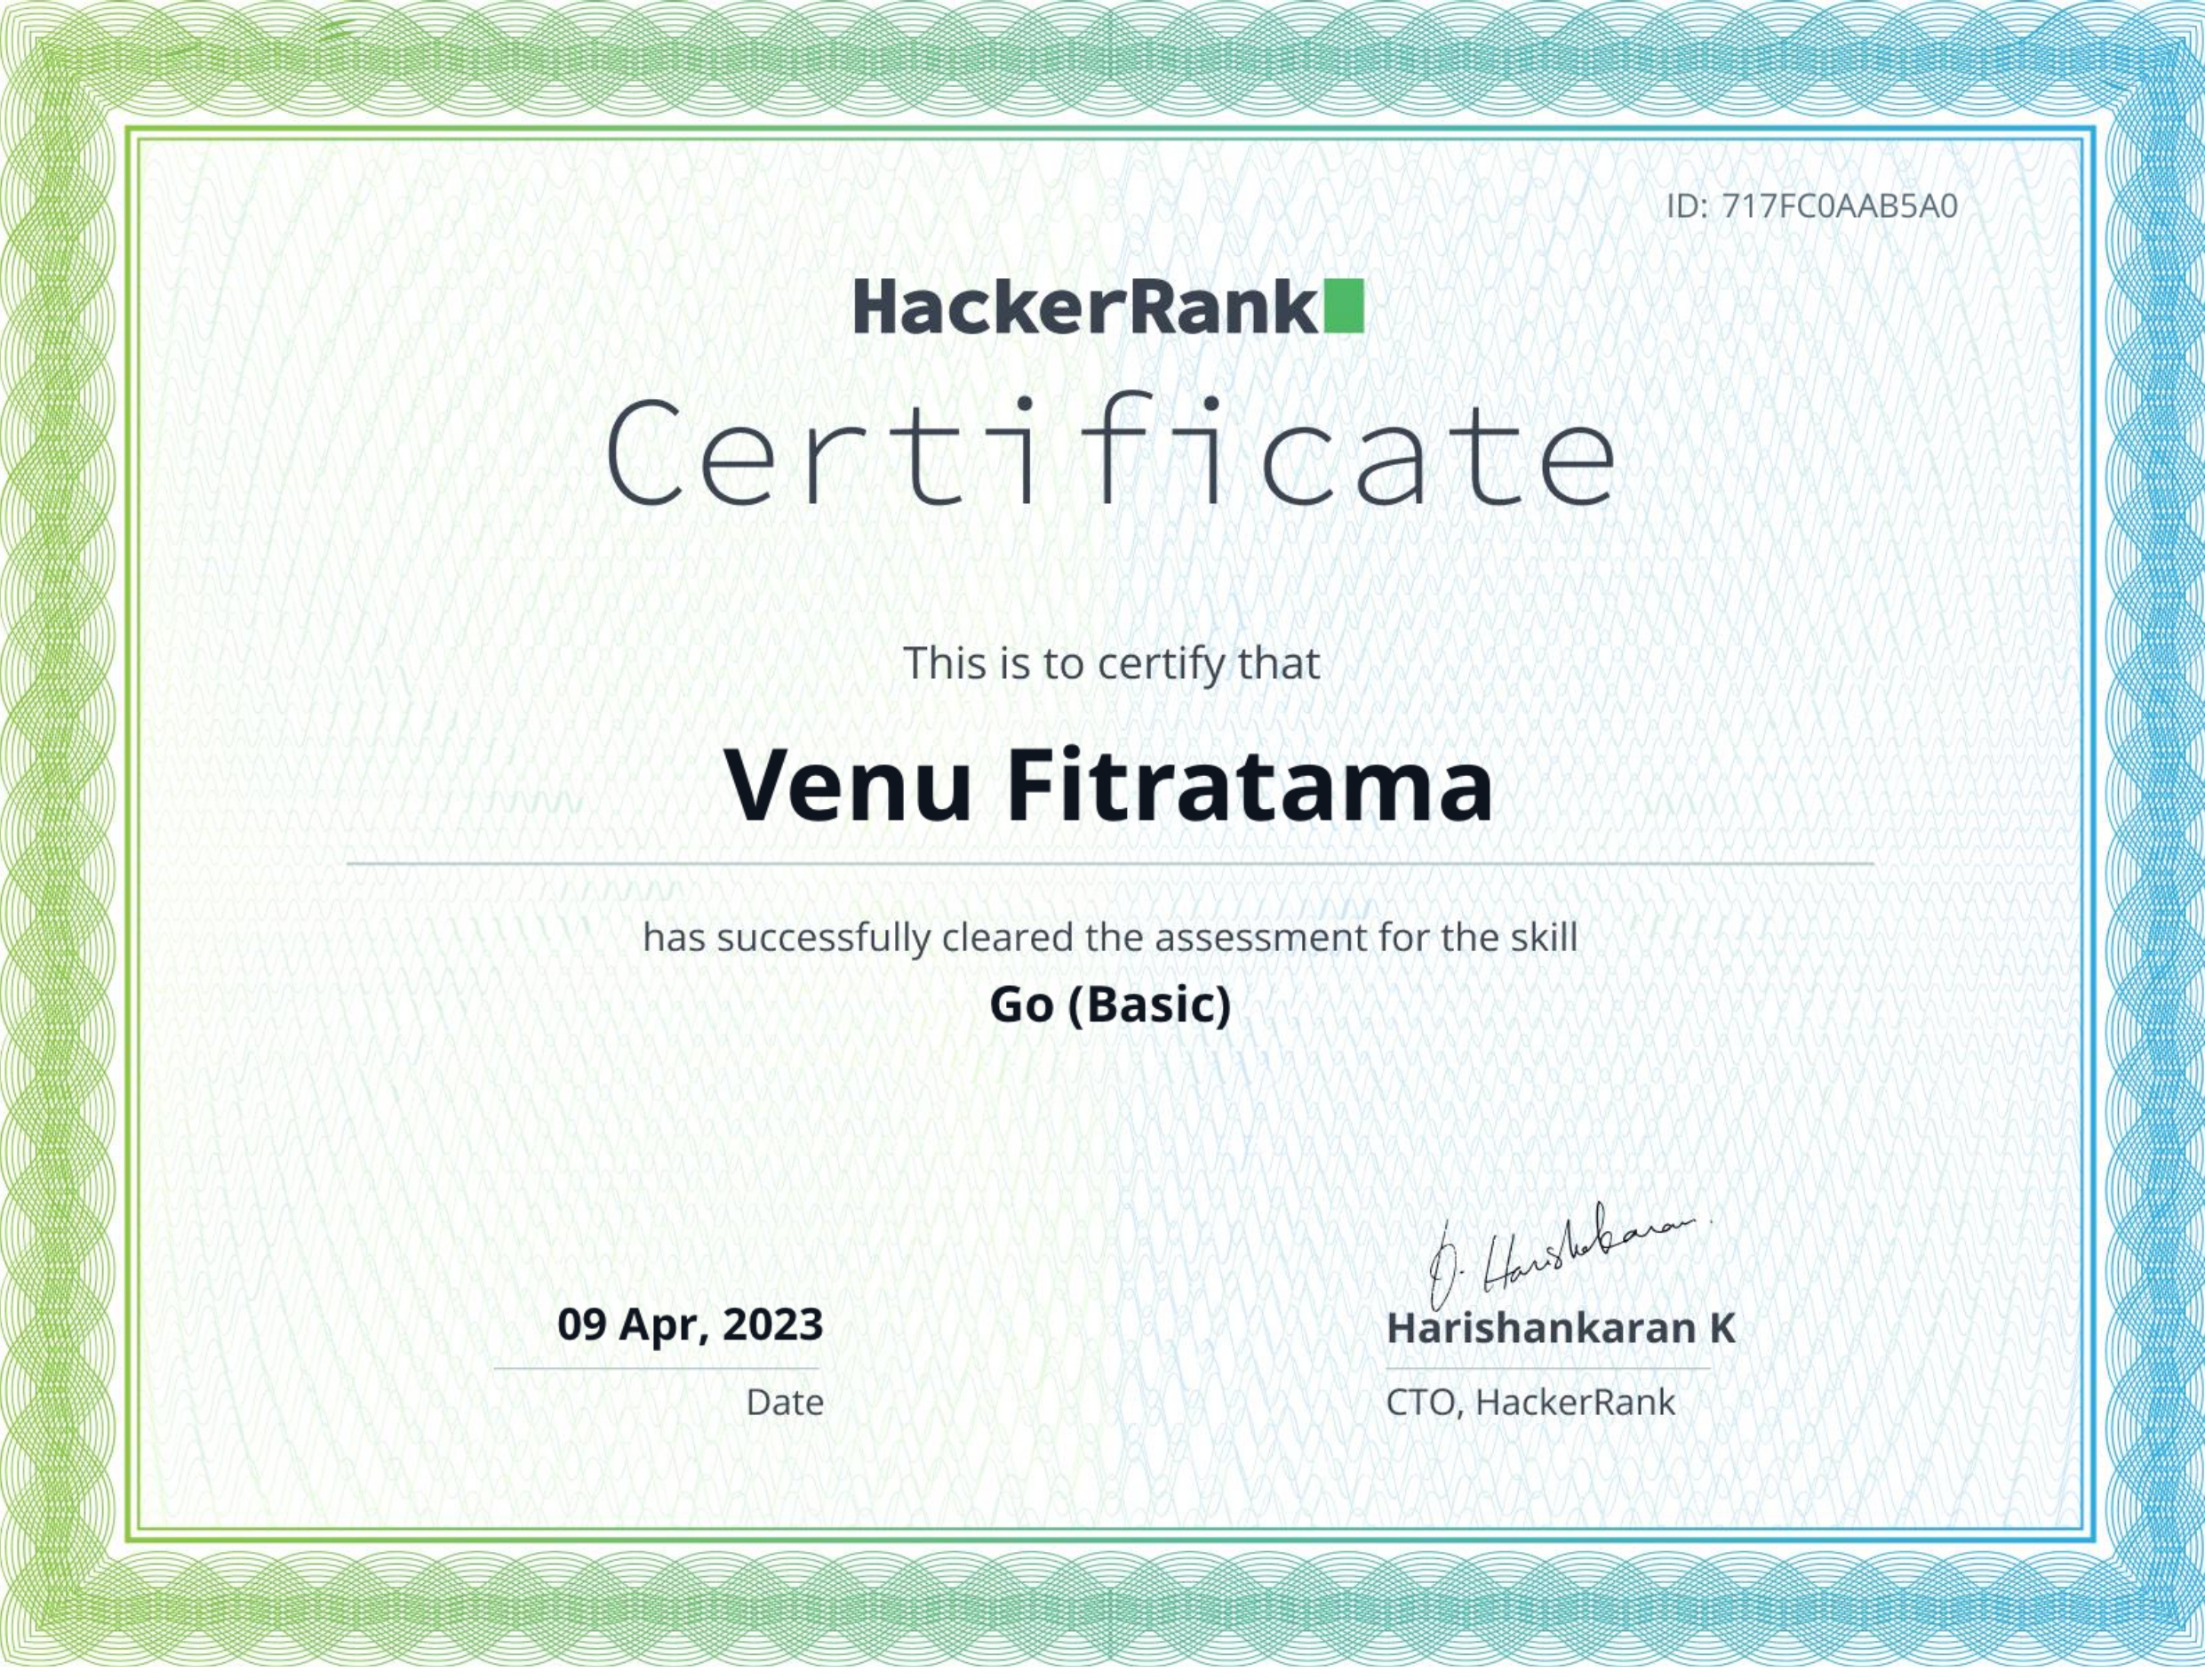 ID: 717FC0AAB5A0
HackerRank
Certificate
This is to certify that
Venu Fitratama
has successfully cleared the assessment for the skill
Go (Basic)
09 Apr, 2023
Date
Harishankaran K
CTO, HackerRank